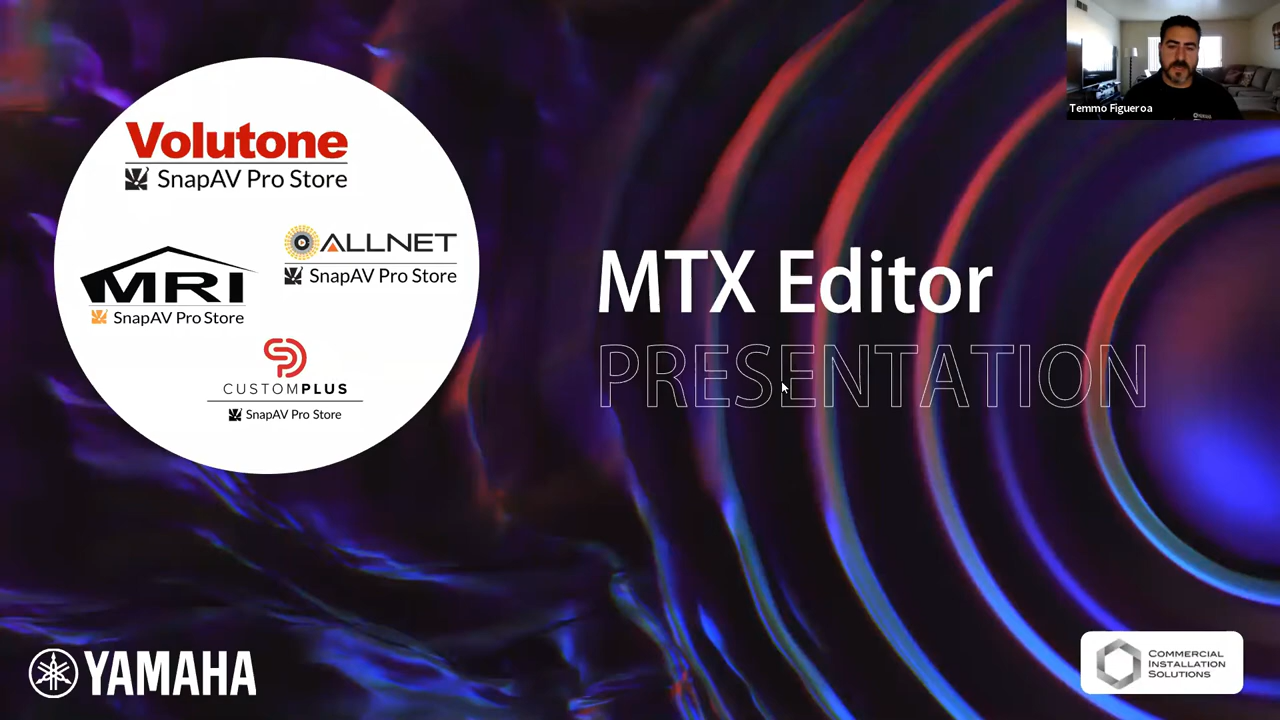 Volutone
SnapAV Pro Store
ALLNET
SnapAV Pro Store
MRI
SnapAV Pro Store
CUSTOMPLUS
SnapAV Pro Store
MTX Editor
PRESENTATION
Temmo Figueroa
YAMAHA
COMMERCIAL
INSTALLATION
SOLUTIONS